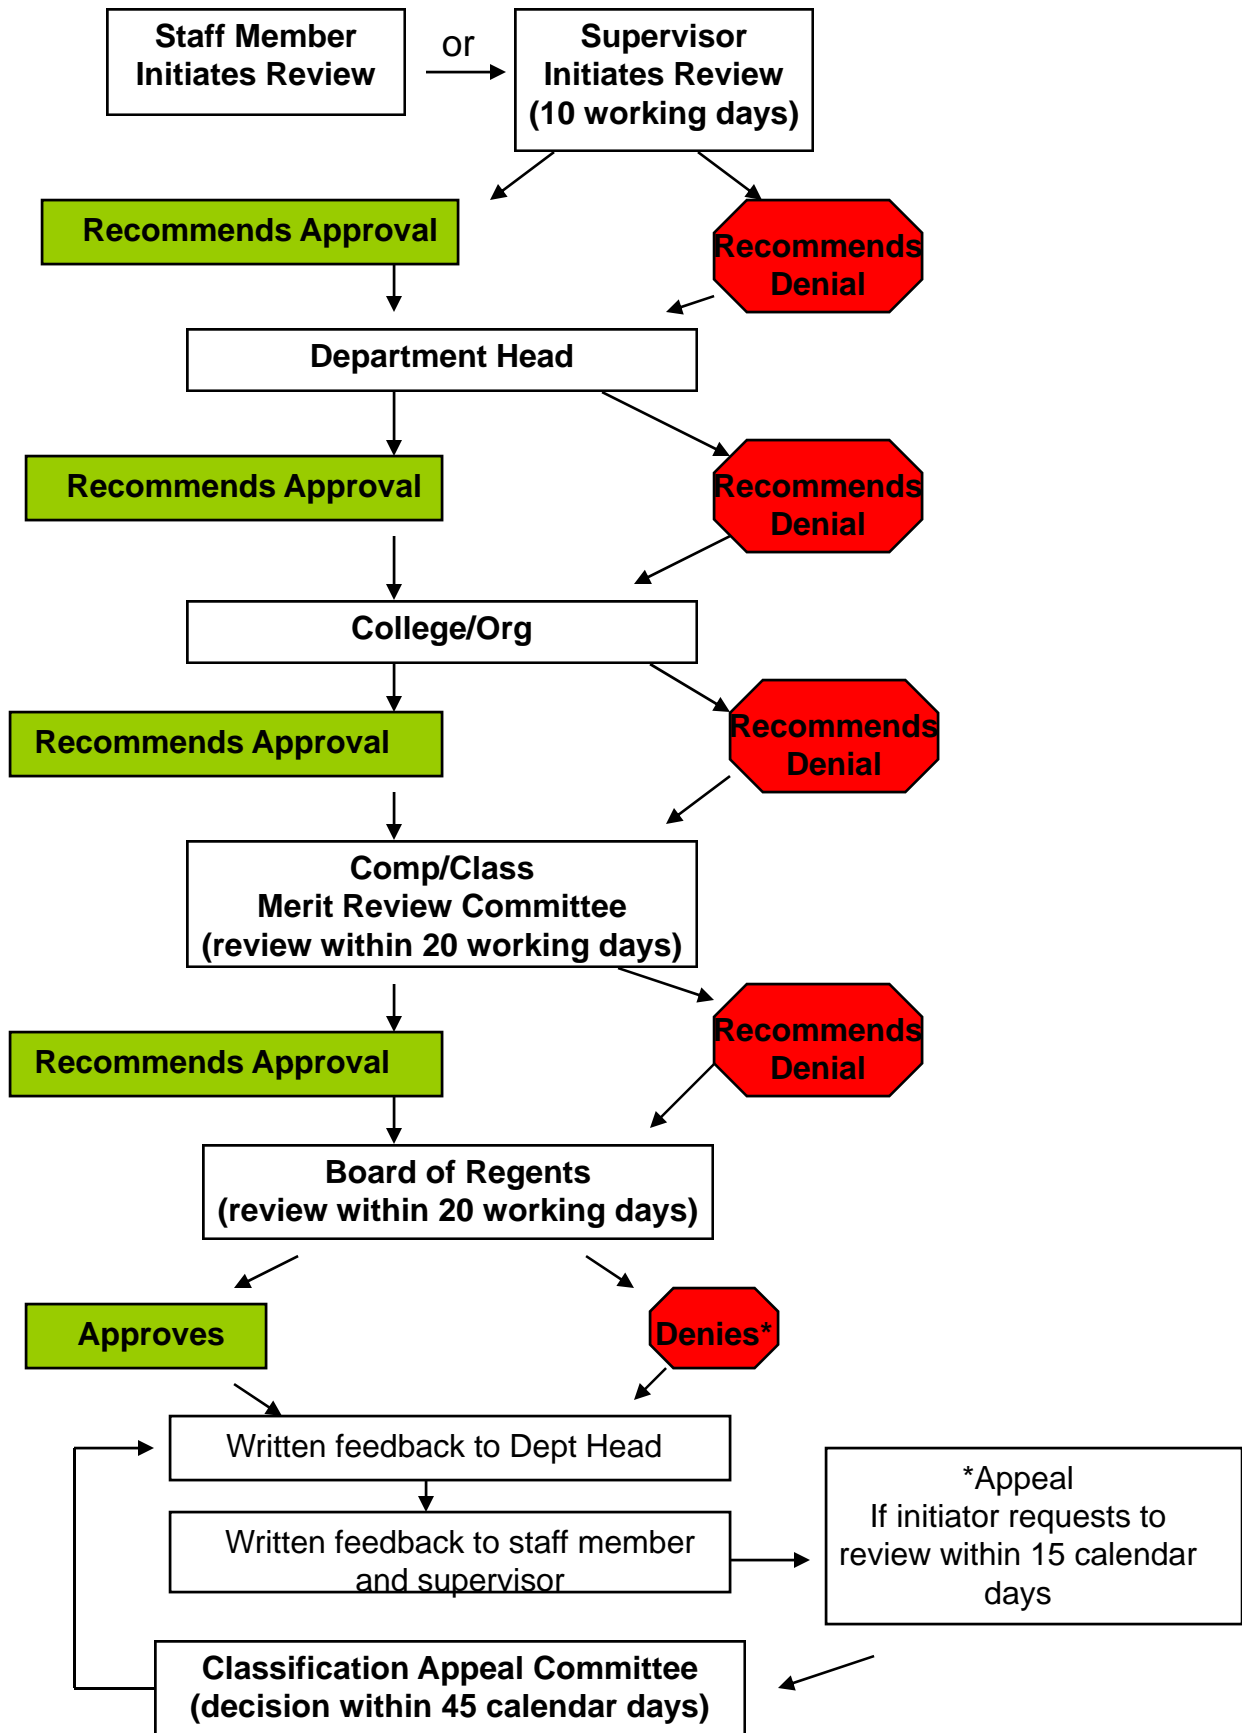 Staff Member
Initiates Review
or
Supervisor
Initiates Review
(10 working days)
Recommends Approval
Recommends
Denial
Department Head
Recommends Approval
Recommends
Denial
College/Org
Recommends Approval
Recommends
Denial
Comp/Class
Merit Review Committee
(review within 20 working days)
Recommends Approval
Recommends
Denial
Board of Regents
(review within 20 working days)
Approves
Denies*
Written feedback to Dept Head
Written feedback to staff member
and supervisor
*Appeal
If initiator requests to
review within 15 calendar
days
Classification Appeal Committee
(decision within 45 calendar days)